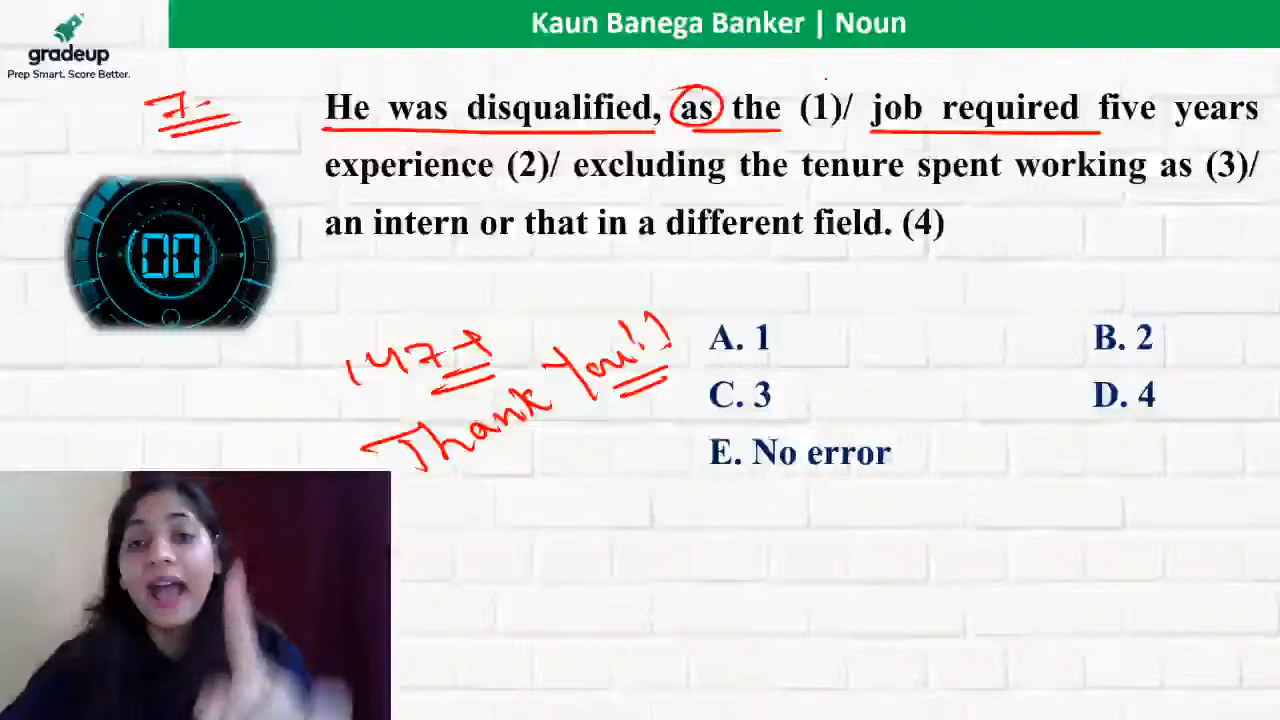 Kaun Banega Banker | Noun
gradeup
Prep Smart. Score Better.
7.
He was disqualified, as the (1)/ job required five years
experience (2)/ excluding the tenure spent working as (3)/
an intern or that in a different field. (4)
00
147+
Thank You!!
A. 1
B. 2
C. 3
D. 4
E. No error